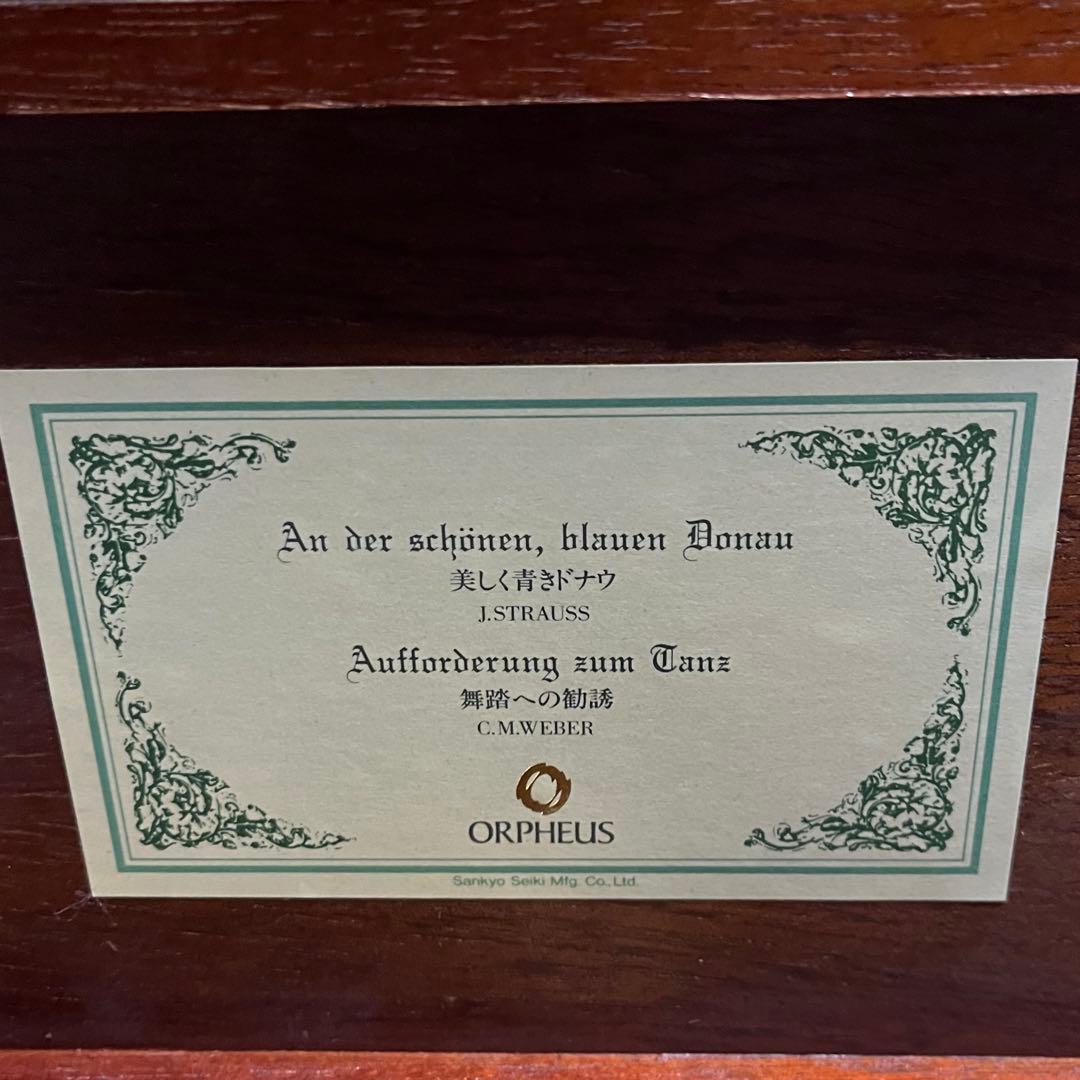 An der schönen, blauen Donau
美しく青きドナウ
J.STRAUSS
Aufforderung zum Tanz
舞踏への勧誘
C.M.WEBER
ORPHEUS
Sankyo Seiki Mfg. Co., Ltd.